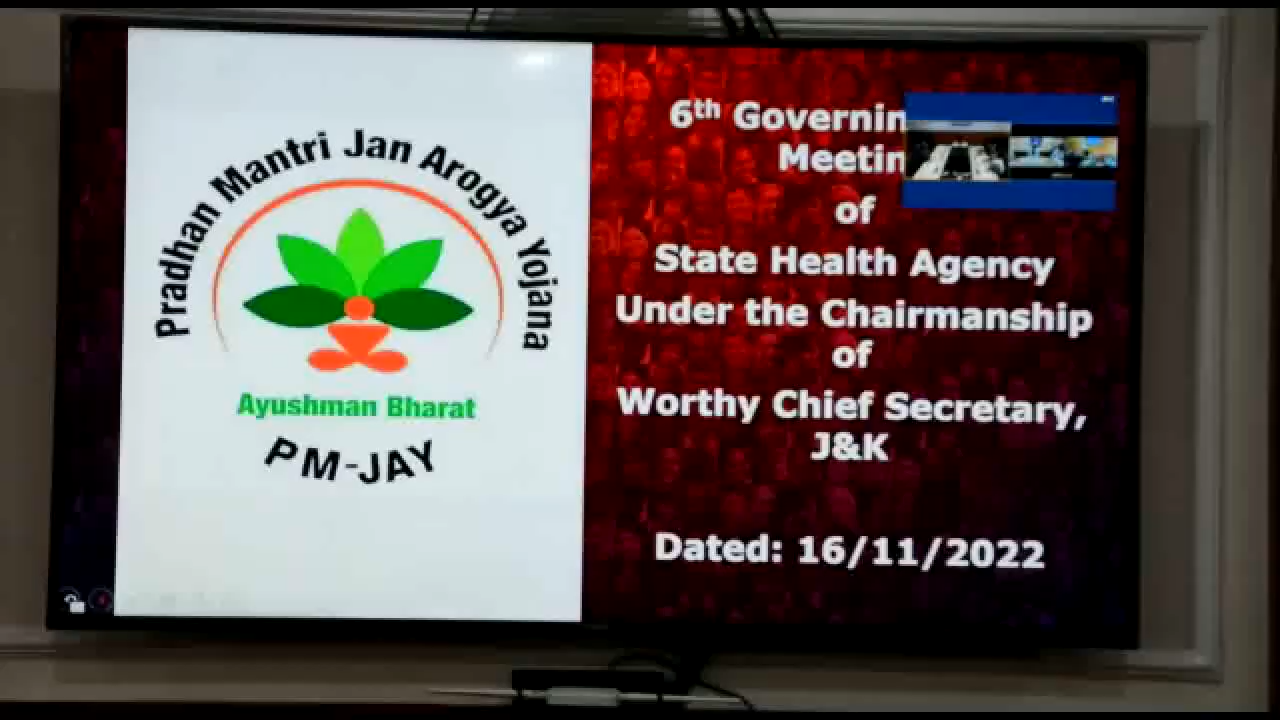 Pradhan Mantri Jan Arogya Yojana
Ayushman Bharat
PM-JAY
6th Governin
Meetin
of
State Health Agency
Under the Chairmanship
of
Worthy Chief Secretary,
J&K
Dated: 16/11/2022